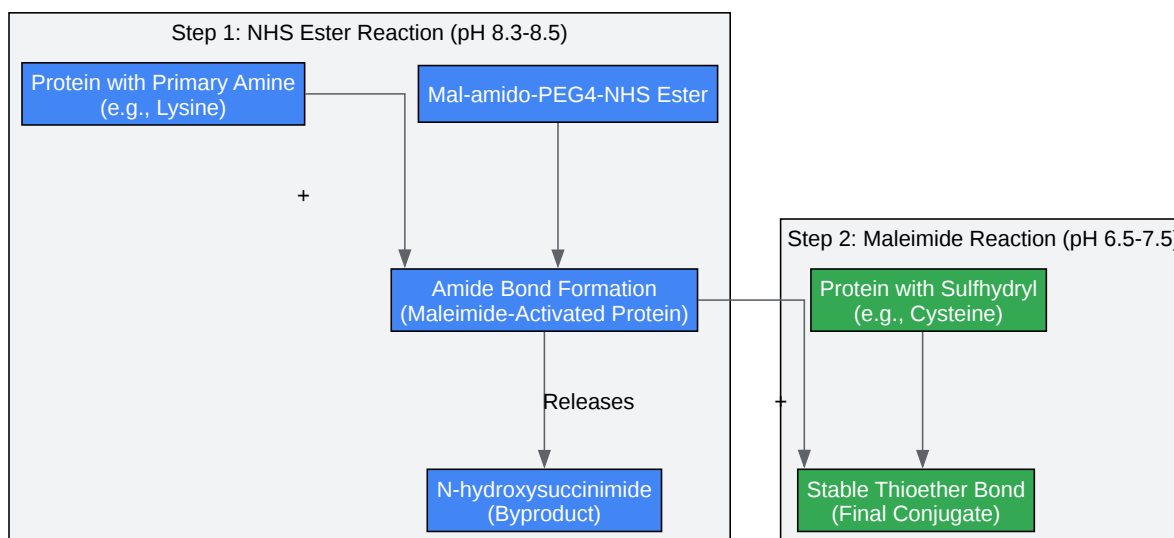 Step 1: NHS Ester Reaction (pH 8.3-8.5)
Protein with Primary Amine
(e.g., Lysine)
Mal-amido-PEG4-NHS Ester
+
Amide Bond Formation
(Maleimide-Activated Protein)
Releases
N-hydroxysuccinimide
(Byproduct)
Step 2: Maleimide Reaction (pH 6.5-7.5)
Protein with Sulfhydryl
(e.g., Cysteine)
+
Stable Thioether Bond
(Final Conjugate)